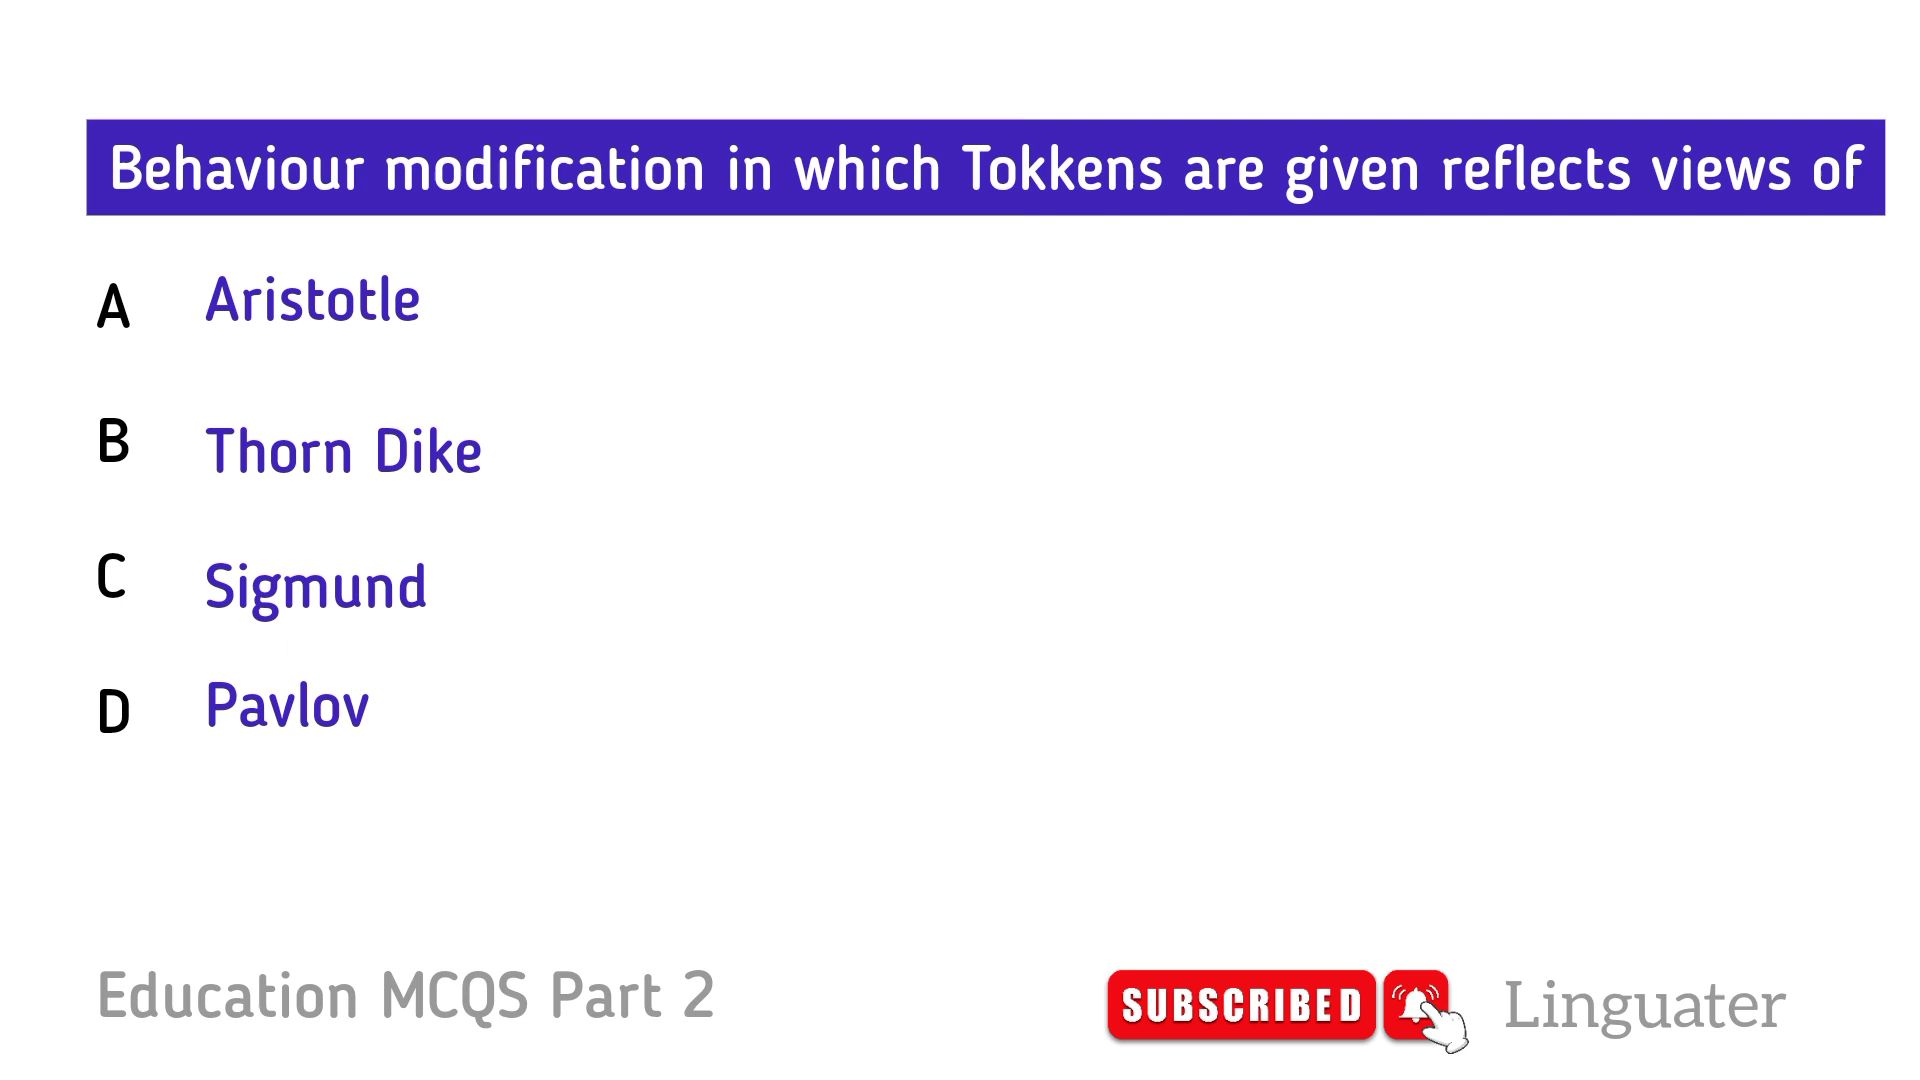 Behaviour modification in which Tokkens are given reflects views of
A Aristotle
B Thorn Dike
C Sigmund
D Pavlov
Education MCQS Part 2
SUBSCRIBED
Linguater